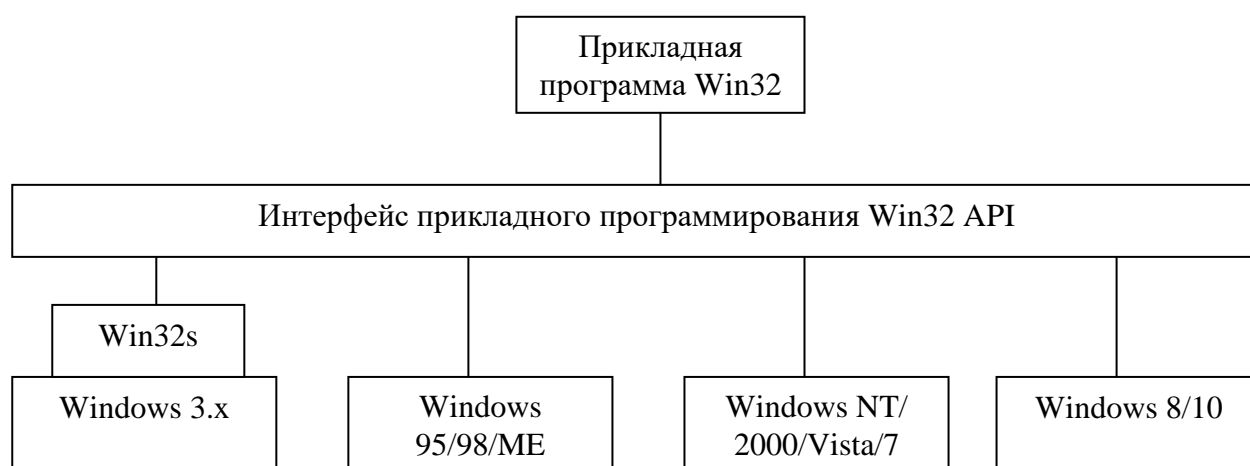 Прикладная
программа Win32
Интерфейс прикладного программирования Win32 API
Win32s
Windows 3.x
Windows
95/98/ME
Windows NT/
2000/Vista/7
Windows 8/10